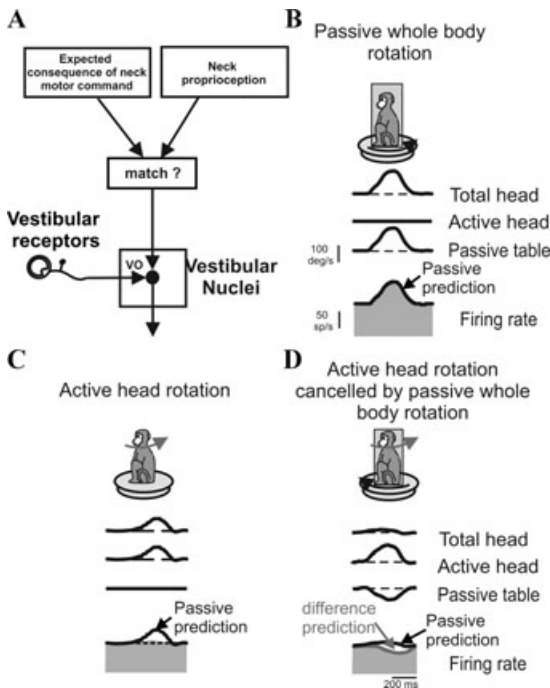 A
Expected
consequence of neck
motor command
Neck
proprioception
match ?
Vestibular
receptors
VO
Vestibular
Nuclei
B
Passive whole body
rotation
Total head
Active head
100
deg/s
Passive table
Passive
prediction
50
sp/s
Firing rate
C
Active head rotation
Passive
prediction
D
Active head rotation
cancelled by passive whole
body rotation
Total head
Active head
Passive table
difference
prediction
Passive
prediction
Firing rate
200 ms